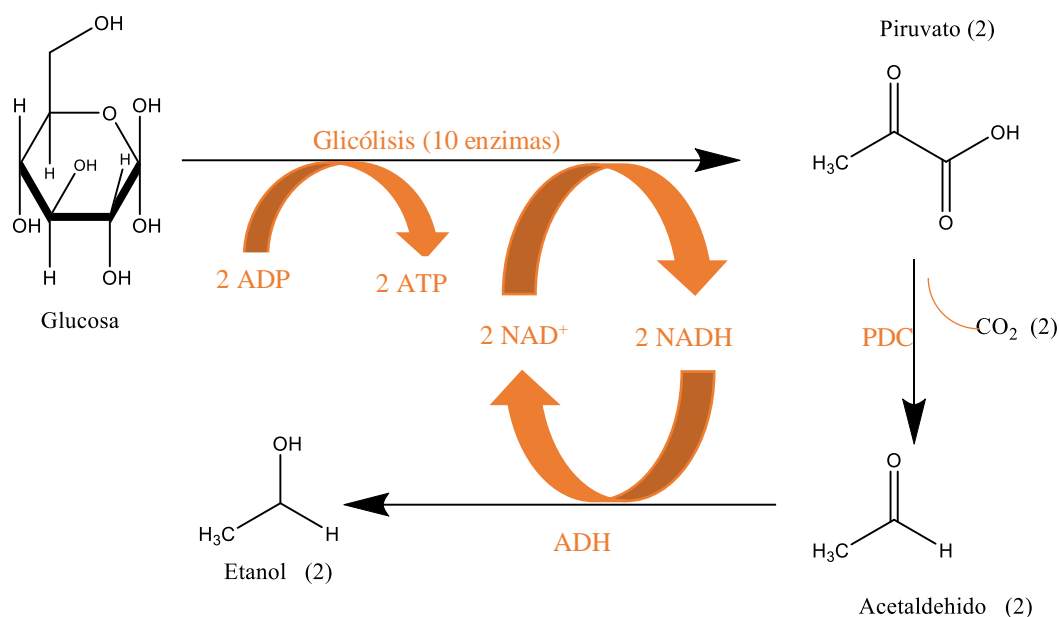 OH
H
OH
O
OH
H
H
OH
OH
H
OH
Glucosa
Glicólisis (10 enzimas)
2 ADP
2 ATP
2 NAD⁺
2 NADH
Piruvato (2)
O
OH
H₃C
O
PDC
CO₂ (2)
O
H₃C
H
Acetaldehido (2)
ADH
OH
H₃C
H
Etanol (2)